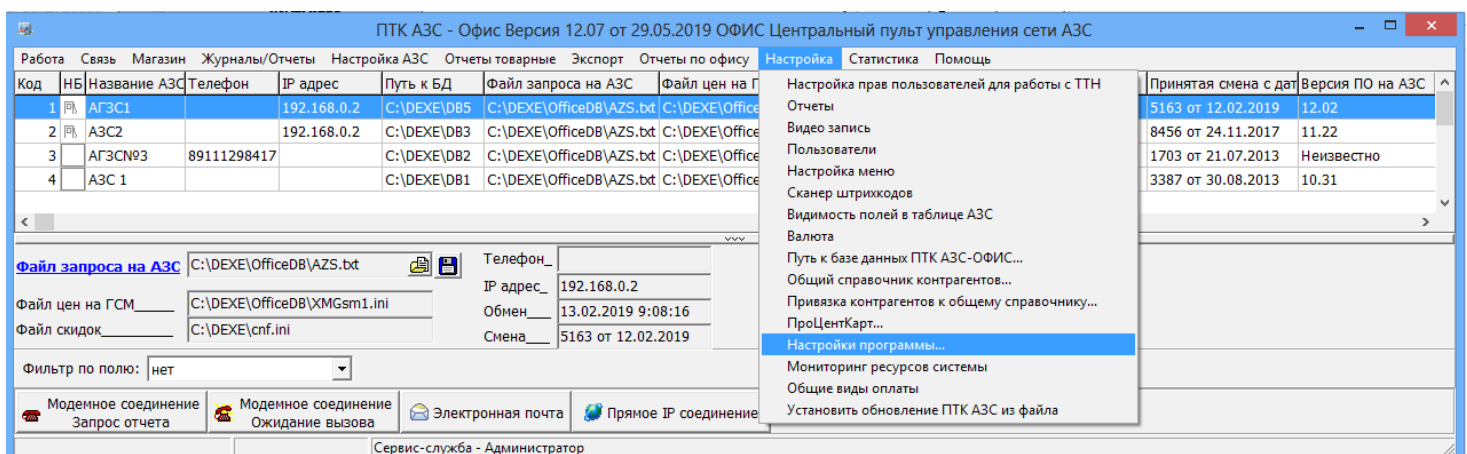 ПТК АЗС - Офис Версия 12.07 от 29.05.2019 ОФИС Центральный пульт управления сети АЗС
Работа Связь Магазин Журналы/Отчеты Настройка АЗС Отчеты товарные Экспорт Отчеты по офису Настройка Статистика Помощь
Код НБ Название АЗС Телефон IP адрес Путь к БД Файл запроса на АЗС Файл цен на Г Принятая смена с дат Версия ПО на АЗС
1 АГЗС1 192.168.0.2 C:\DEXE\DB5 C:\DEXE\OfficeDB\AZS.txt C:\DEXE\Office 5163 от 12.02.2019 12.02
2 АЗС2 192.168.0.2 C:\DEXE\DB3 C:\DEXE\OfficeDB\AZS.txt C:\DEXE\Office 8456 от 24.11.2017 11.22
3 АГЗС№3 89111298417 C:\DEXE\DB2 C:\DEXE\OfficeDB\AZS.txt C:\DEXE\Office 1703 от 21.07.2013 Неизвестно
4 АЗС 1 C:\DEXE\DB1 C:\DEXE\OfficeDB\AZS.txt C:\DEXE\Office 3387 от 30.08.2013 10.31
Настройка прав пользователей для работы с ТТН
Отчеты
Видео запись
Пользователи
Настройка меню
Сканер штрихкодов
Видимость полей в таблице АЗС
Валюта
Путь к базе данных ПТК АЗС-ОФИС...
Общий справочник контрагентов...
Привязка контрагентов к общему справочнику...
ПроЦентКарт...
Настройки программы...
Мониторинг ресурсов системы
Общие виды оплаты
Установить обновление ПТК АЗС из файла
Файл запроса на АЗС C:\DEXE\OfficeDB\AZS.txt
Файл цен на ГСМ_____ C:\DEXE\OfficeDB\XMGsm1.ini
Файл скидок_________ C:\DEXE\cnf.ini
Телефон_
IP адрес_ 192.168.0.2
Обмен___ 13.02.2019 9:08:16
Смена___ 5163 от 12.02.2019
Фильтр по полю: нет
Модемное соединение
Запрос отчета
Модемное соединение
Ожидание вызова
Электронная почта
Прямое IP соединение
Сервис-служба - Администратор